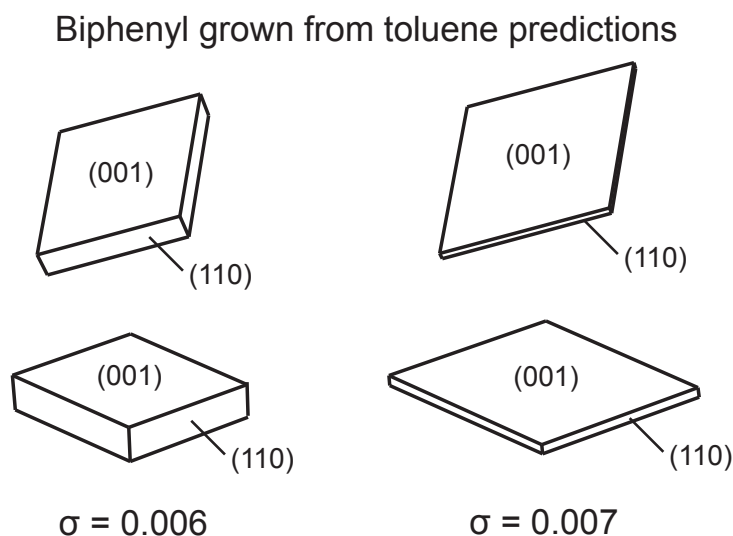 Biphenyl grown from toluene predictions
(001)
(001)
(110)
(110)
(001)
(001)
(110)
(110)
σ = 0.006
σ = 0.007